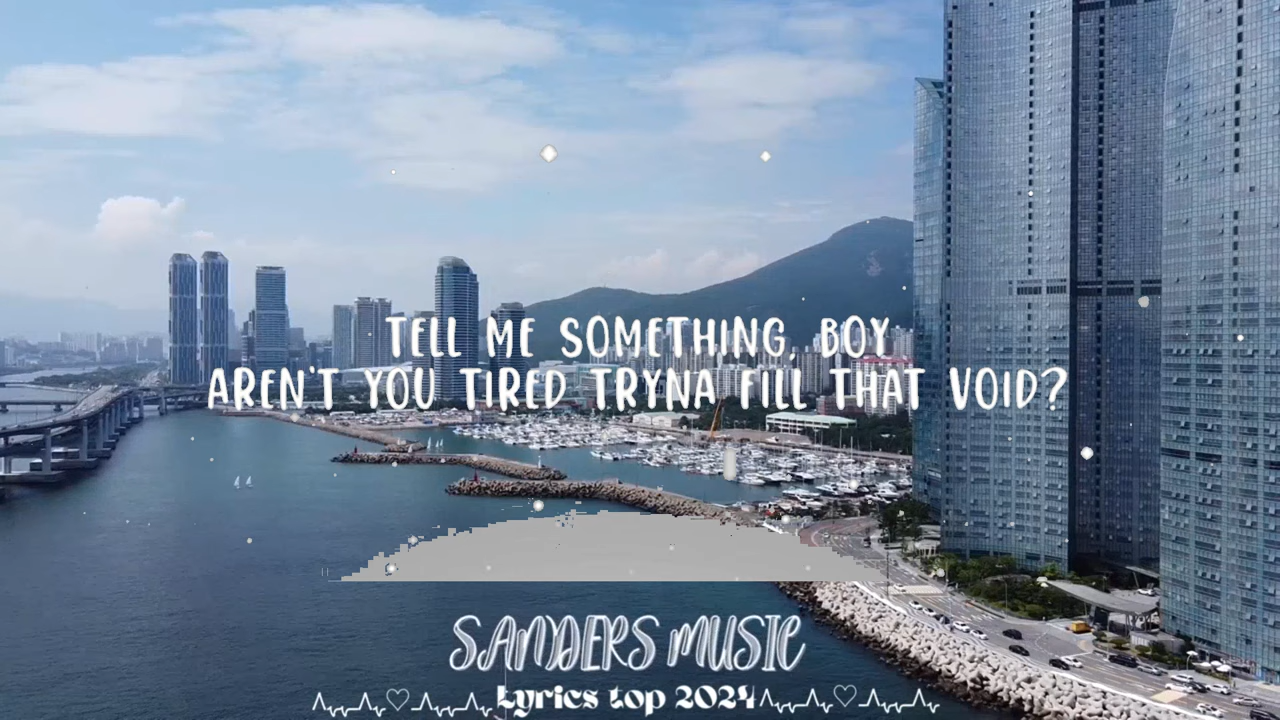 TELL ME SOMETHING, BOY
AREN'T YOU TIRED TRYNA FILL THAT VOID?
SANDERS MUSIC
Lyrics top 2024